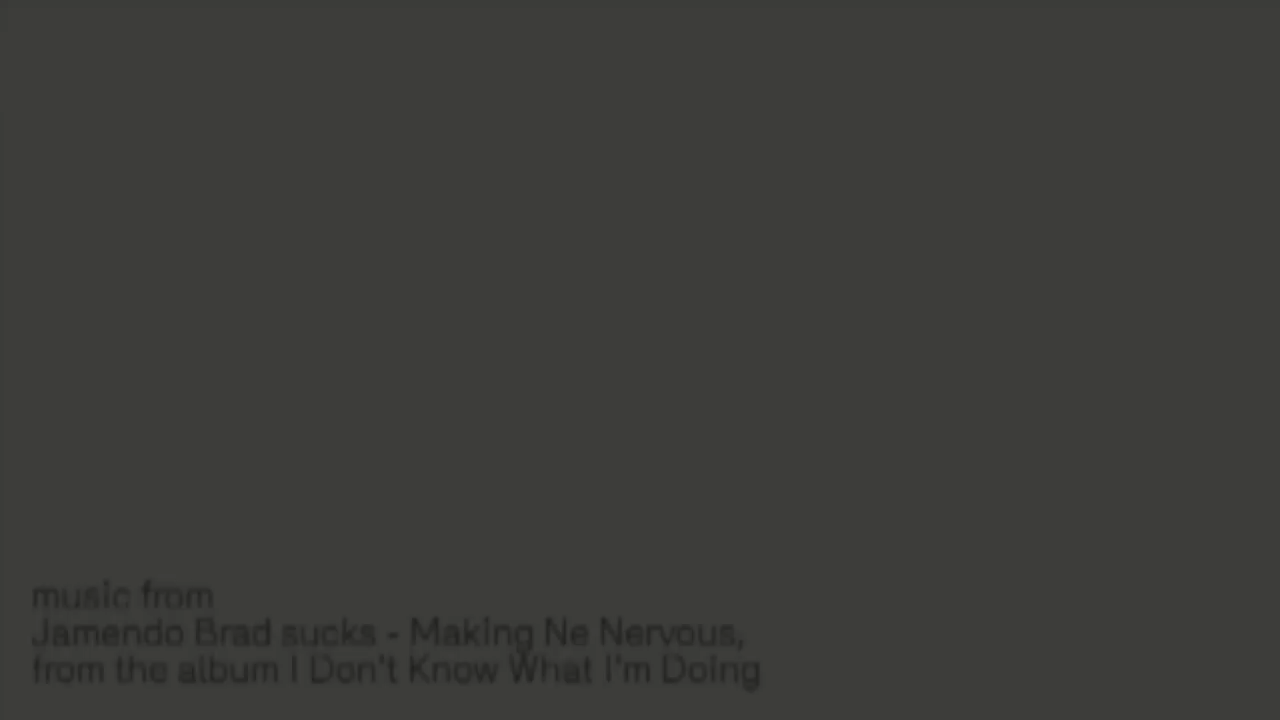 music from
Jamendo Brad sucks - Making Ne Nervous,
from the album I Don't Know What I'm Doing